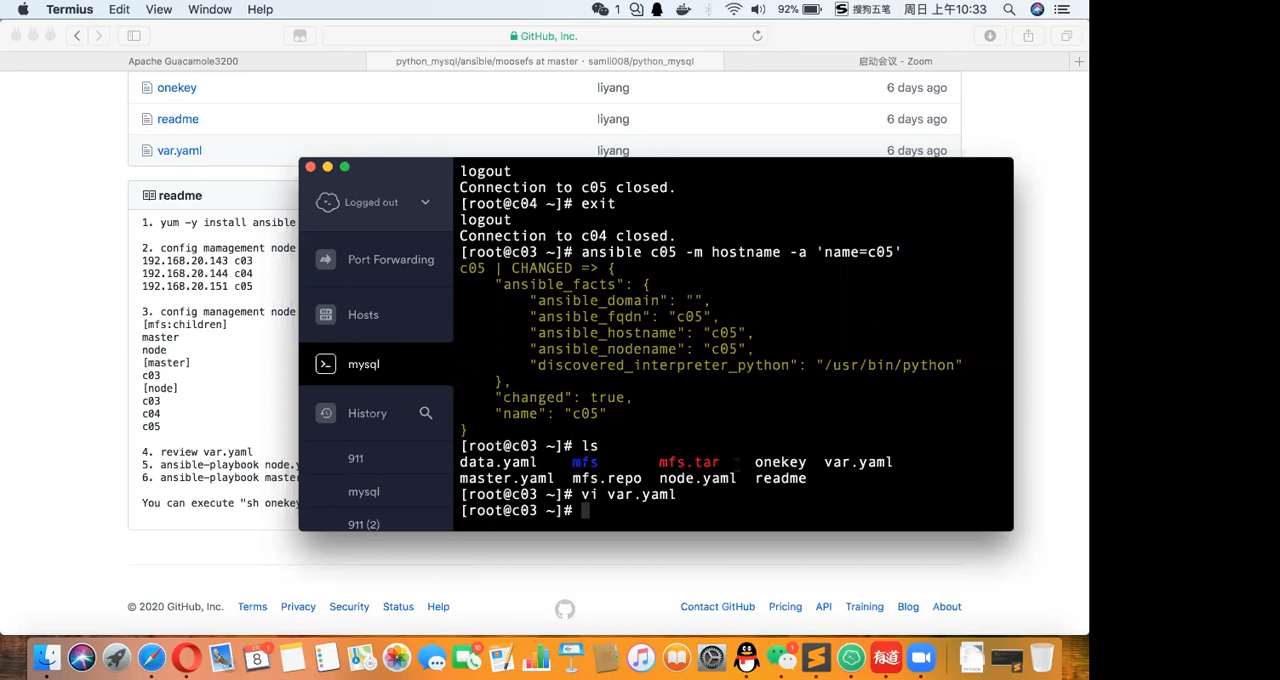 Termius Edit View Window Help 1 92% 搜狗五笔 周日 上午10:33
GitHub, Inc.
Apache Guacamole3200
python_mysql/ansible/moosefs at master · samli008/python_mysql
启动会议 - Zoom
onekey liyang 6 days ago
readme liyang 6 days ago
var.yaml liyang 6 days ago
readme
1. yum -y install ansible
2. config mamagement node
192.168.20.143 c03
192.168.20.144 c04
192.168.20.151 c05
3. config mamagement node
[mfs:children]
master
node
[master]
c03
[node]
c03
c04
c05
4. review var.yaml
5. ansible-playbook node.y
6. ansible-playbook maste
You can execute "sh onekey
Logged out
Port Forwarding
Hosts
mysql
History
911
mysql
911 (2)
logout
Connection to c05 closed.
[root@c04 ~]# exit
logout
Connection to c04 closed.
[root@c03 ~]# ansible c05 -m hostname -a 'name=c05'
c05 | CHANGED => {
"ansible_facts": {
"ansible_domain": "",
"ansible_fqdn": "c05",
"ansible_hostname": "c05",
"ansible_nodename": "c05",
"discovered_interpreter_python": "/usr/bin/python"
},
"changed": true,
"name": "c05"
}
[root@c03 ~]# ls
data.yaml mfs mfs.tar onekey var.yaml
master.yaml mfs.repo node.yaml readme
[root@c03 ~]# vi var.yaml
[root@c03 ~]#
© 2020 GitHub, Inc. Terms Privacy Security Status Help
Contact GitHub Pricing API Training Blog About
8
有道